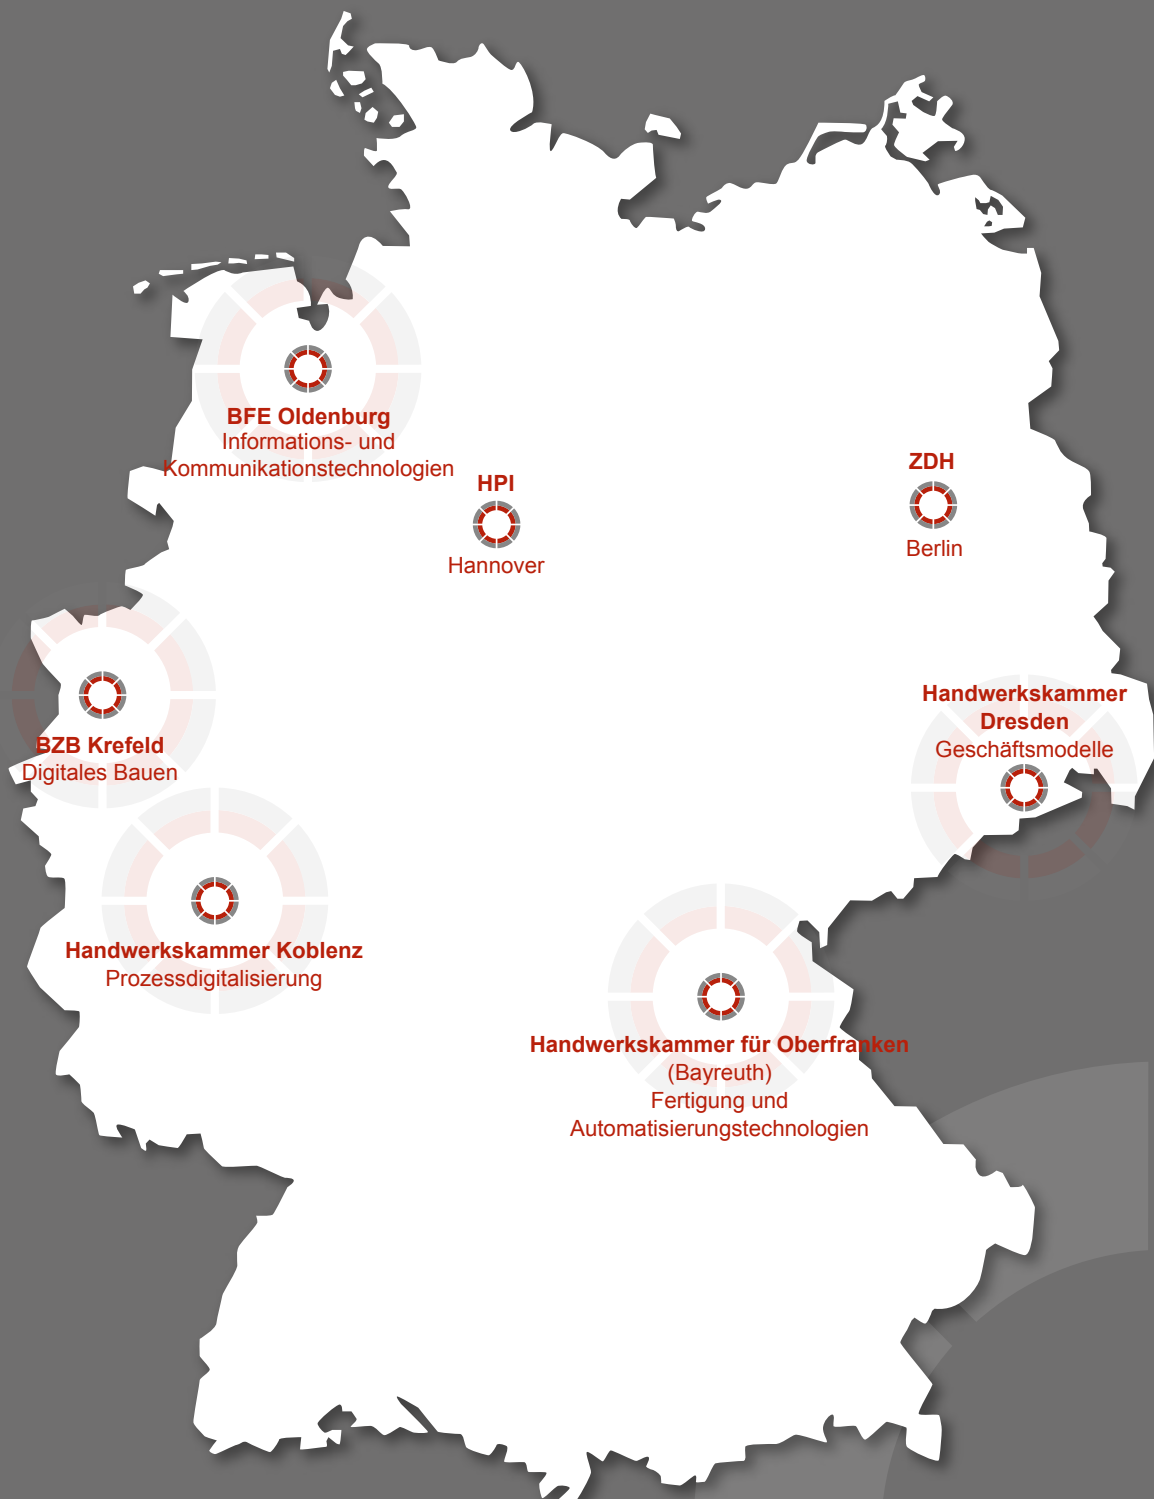 BFE Oldenburg
Informations- und
Kommunikationstechnologien
HPI
Hannover
ZDH
Berlin
BZB Krefeld
Digitales Bauen
Handwerkskammer
Dresden
Geschäftsmodelle
Handwerkskammer Koblenz
Prozessdigitalisierung
Handwerkskammer für Oberfranken
(Bayreuth)
Fertigung und
Automatisierungstechnologien